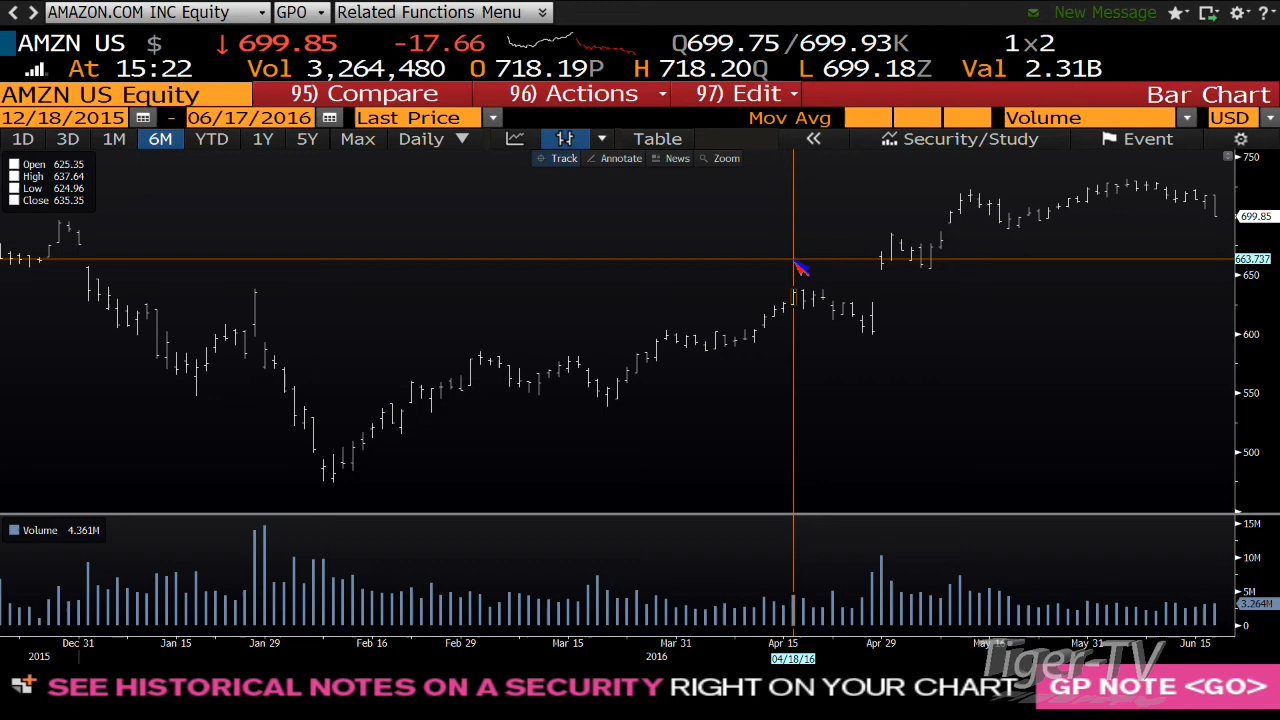 AMAZON.COM INC Equity GPO Related Functions Menu New Message
AMZN US $ ↓ 699.85 -17.66 Q699.75/699.93K 1x2
At 15:22 Vol 3,264,480 O 718.19P H 718.20Q L 699.18Z Val 2.31B
AMZN US Equity 95) Compare 96) Actions 97) Edit Bar Chart
12/18/2015 - 06/17/2016 Last Price Mov Avg Volume USD
1D 3D 1M 6M YTD 1Y 5Y Max Daily Table Security/Study Event
Track Annotate News Zoom
Open 625.35
High 637.64
Low 624.96
Close 635.35
750
699.85
663.737
650
600
550
500
Volume 4.361M
15M
10M
5M
3.264M
0
Dec 31 Jan 15 Jan 29 Feb 16 Feb 29 Mar 15 Mar 31 Apr 15 Apr 29 May 16 May 31 Jun 15
2015 2016 04/18/16
Tiger-TV
SEE HISTORICAL NOTES ON A SECURITY RIGHT ON YOUR CHART GP NOTE <GO>